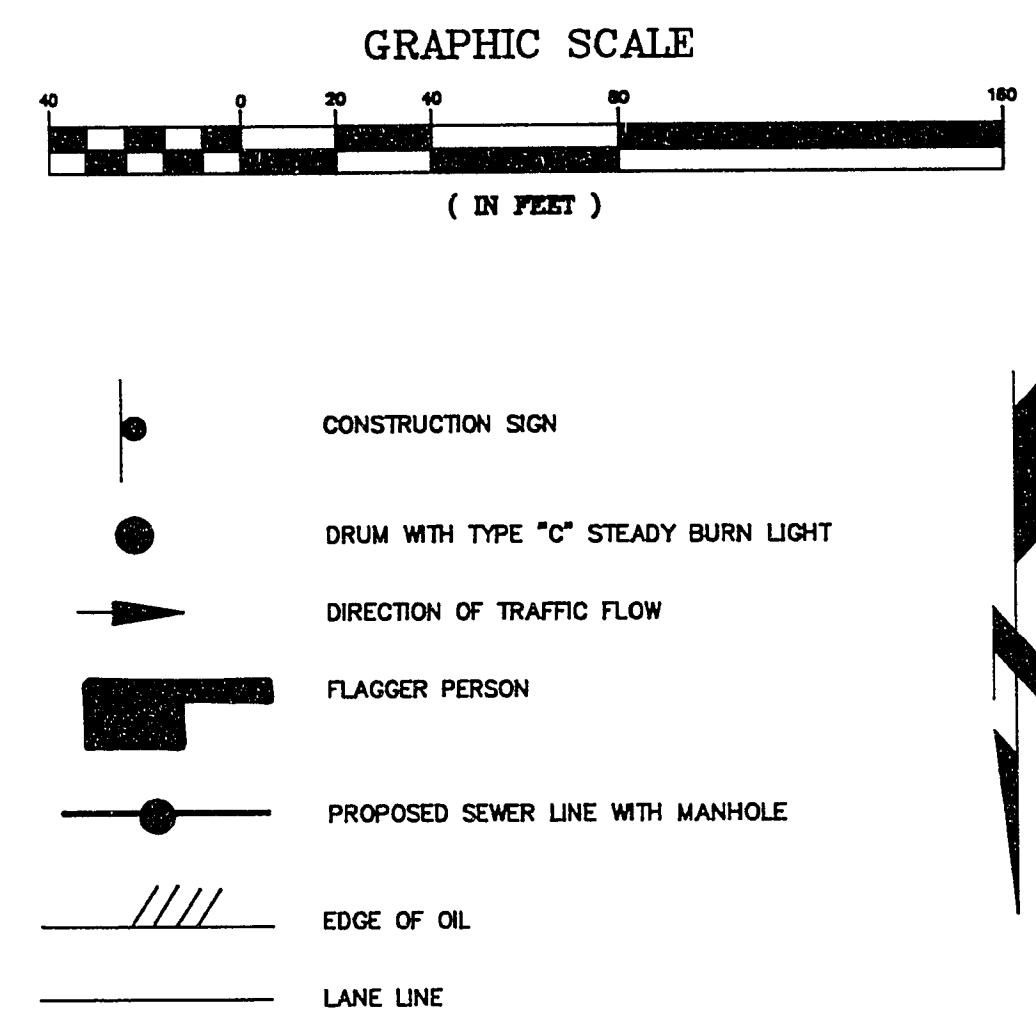 GRAPHIC SCALE
40 0 20 40 80 160
( IN FEET )
CONSTRUCTION SIGN
DRUM WITH TYPE "C" STEADY BURN LIGHT
DIRECTION OF TRAFFIC FLOW
FLAGGER PERSON
PROPOSED SEWER LINE WITH MANHOLE
EDGE OF OIL
LANE LINE